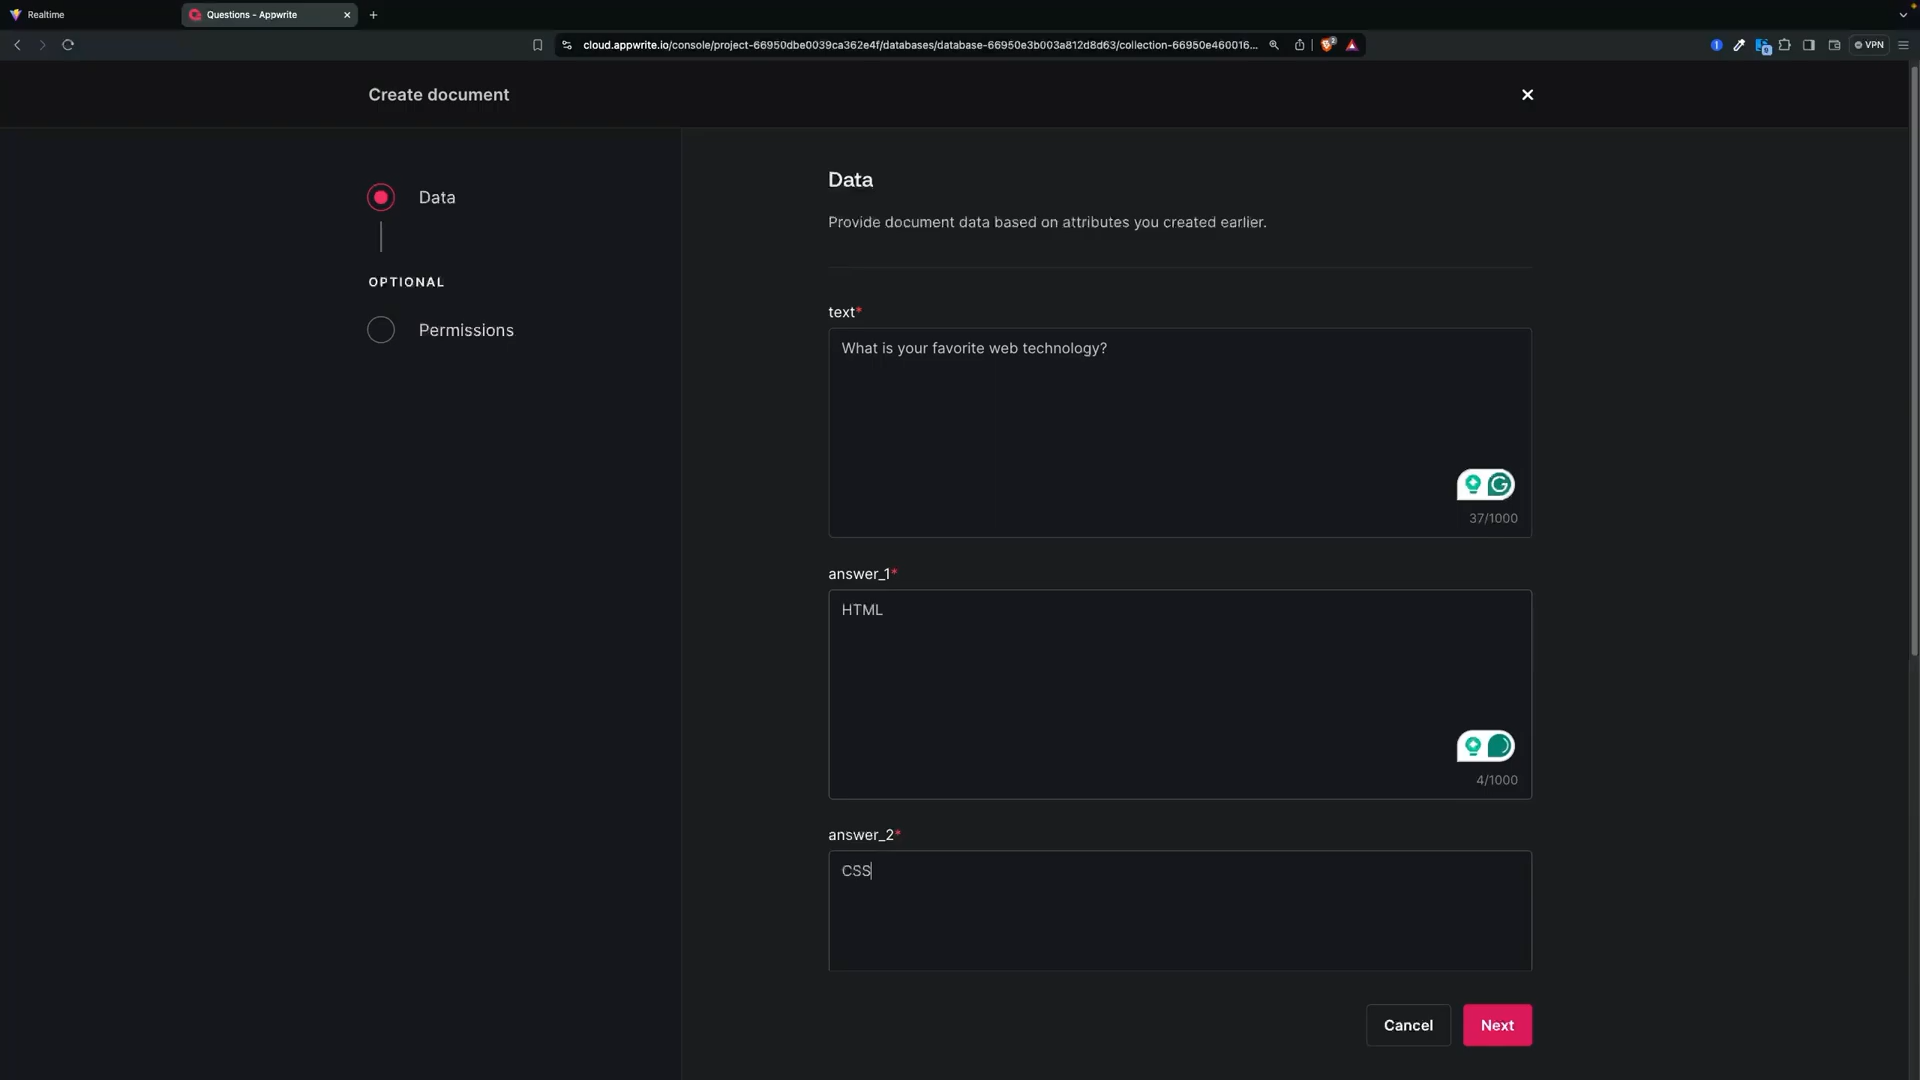 Realtime
Questions - Appwrite
cloud.appwrite.io/console/project-66950dbe0039ca362e4f/databases/database-66950e3b003a812d8d63/collection-66950e460016...
2
1
VPN
Create document
Data
OPTIONAL
Permissions
Data
Provide document data based on attributes you created earlier.
text*
What is your favorite web technology?
37/1000
answer_1*
HTML
4/1000
answer_2*
CSS
Cancel
Next